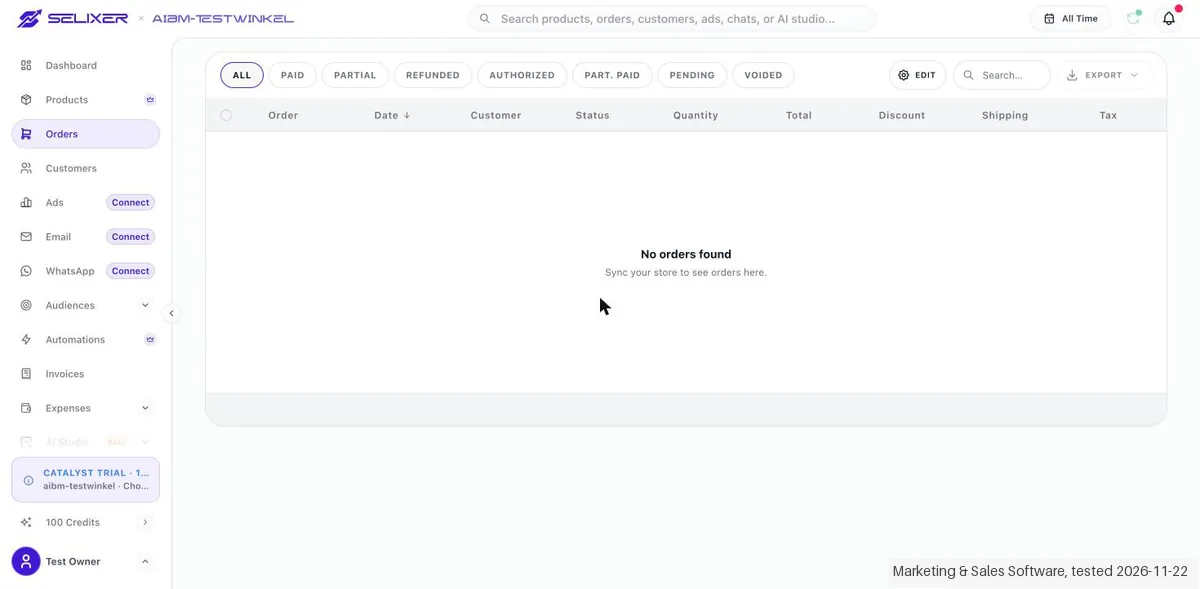 SELIXER × AIBM-TESTWINKEL
Search products, orders, customers, ads, chats, or AI studio...
All Time
Dashboard
Products
Orders
Customers
Ads Connect
Email Connect
WhatsApp Connect
Audiences
Automations
Invoices
Expenses
AI Studio Beta
CATALYST TRIAL · 1...
aibm-testwinkel · Cho...
100 Credits
Test Owner
ALL PAID PARTIAL REFUNDED AUTHORIZED PART. PAID PENDING VOIDED EDIT Search... EXPORT
Order Date ↓ Customer Status Quantity Total Discount Shipping Tax
No orders found
Sync your store to see orders here.
Marketing & Sales Software, tested 2026-11-22